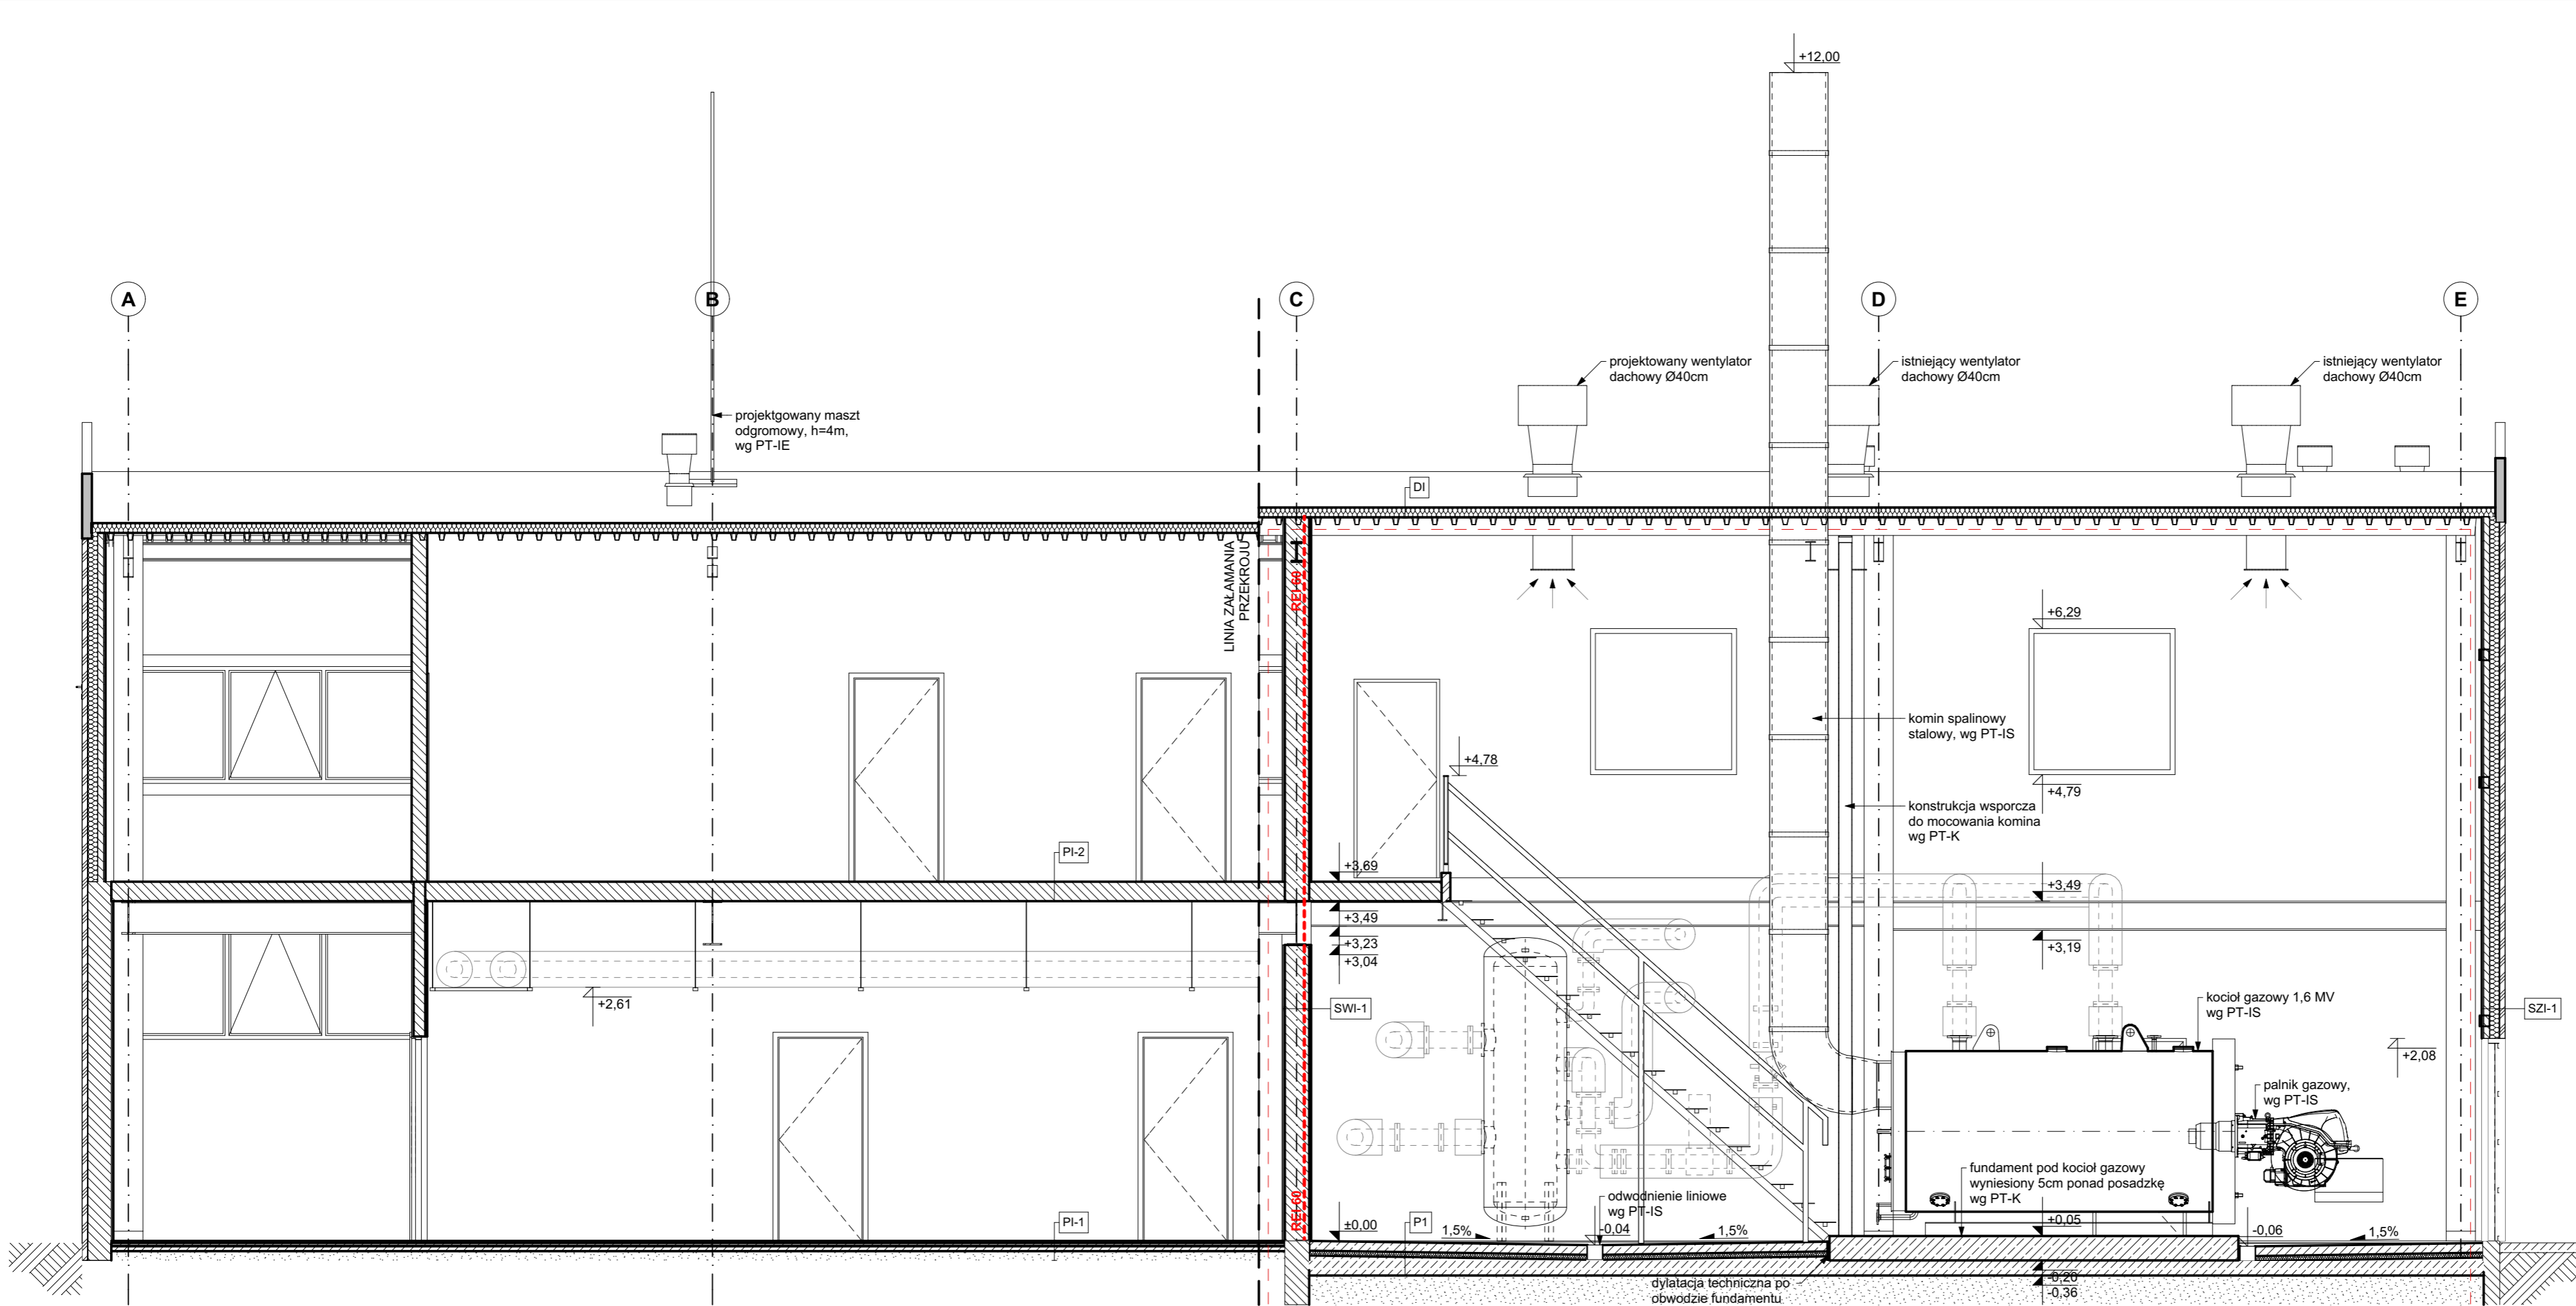 +12,00
A
B
C
D
E
projektowany wentylator
dachowy Ø40cm
istniejący wentylator
dachowy Ø40cm
istniejący wentylator
dachowy Ø40cm
projektgowany maszt
odgromowy, h=4m,
wg PT-IE
DI
LINIA ZAŁAMANIA
PRZEKROJU
REI 60
+6,29
komin spalinowy
stalowy, wg PT-IS
+4,78
+4,79
konstrukcja wsporcza
do mocowania komina
wg PT-K
PI-2
+3,69
+3,49
+3,49
+3,23
+3,04
+3,19
+2,61
SWI-1
kocioł gazowy 1,6 MV
wg PT-IS
SZI-1
+2,08
palnik gazowy,
wg PT-IS
fundament pod kocioł gazowy
wyniesiony 5cm ponad posadzkę
wg PT-K
odwodnienie liniowe
wg PT-IS
REI 60
PI-1
±0,00
P1
1,5%
-0,04
1,5%
+0,05
-0,06
1,5%
dylatacja techniczna po
obwodzie fundamentu
-0,20
-0,36